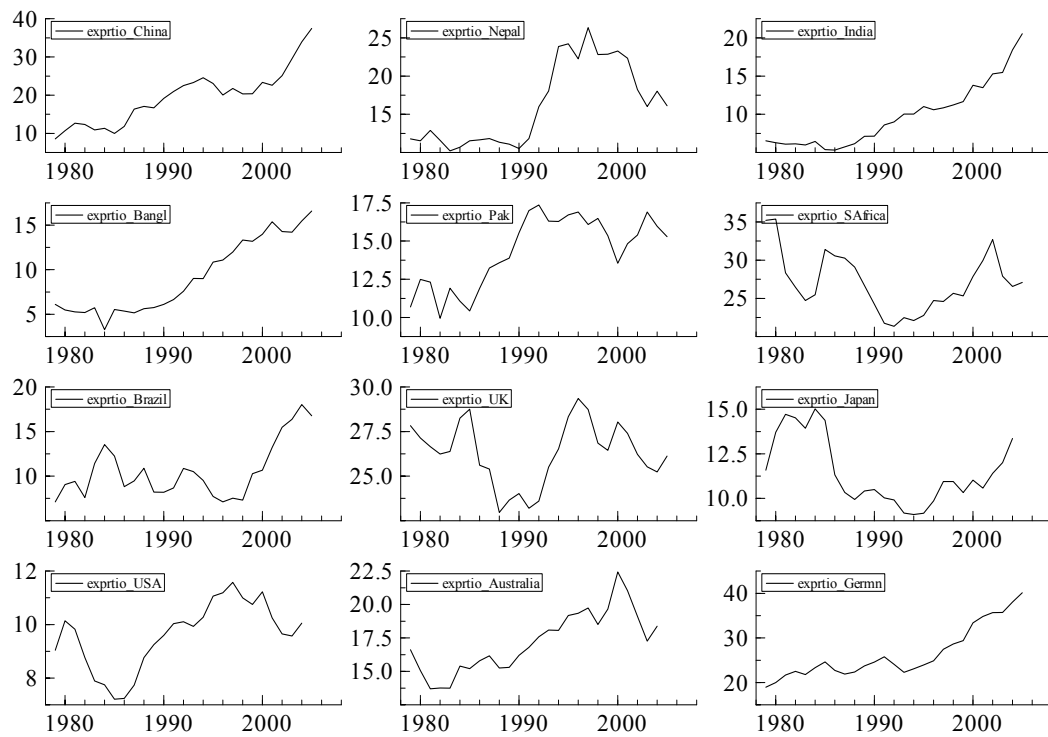 exprtio_China
40
30
20
10
1980 1990 2000
exprtio_Nepal
25
20
15
1980 1990 2000
exprtio_India
20
15
10
1980 1990 2000
exprtio_Bangl
15
10
5
1980 1990 2000
exprtio_Pak
17.5
15.0
12.5
10.0
1980 1990 2000
exprtio_SAfrica
35
30
25
1980 1990 2000
exprtio_Brazil
20
15
10
1980 1990 2000
exprtio_UK
30.0
27.5
25.0
1980 1990 2000
exprtio_Japan
15.0
12.5
10.0
1980 1990 2000
exprtio_USA
12
10
8
1980 1990 2000
exprtio_Australia
22.5
20.0
17.5
15.0
1980 1990 2000
exprtio_Germn
40
30
20
1980 1990 2000